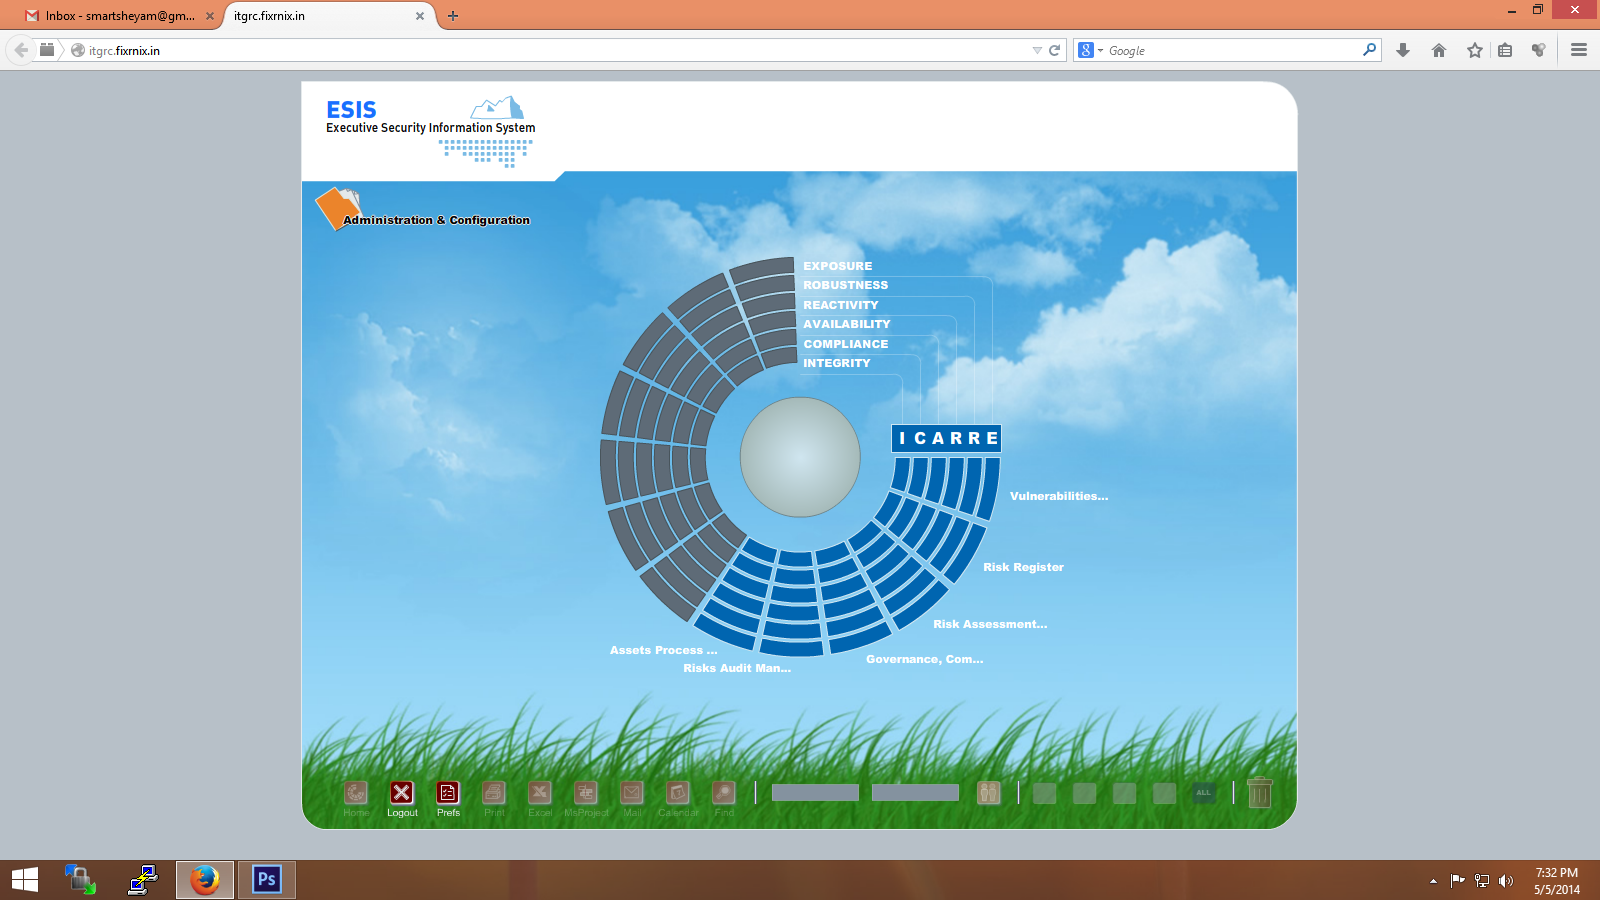 Inbox - smartsheyam@gm...
itgrc.fixrnix.in
itgrc.fixrnix.in
Google
ESIS
Executive Security Information System
Administration & Configuration
EXPOSURE
ROBUSTNESS
REACTIVITY
AVAILABILITY
COMPLIANCE
INTEGRITY
I C A R R E
Vulnerabilities...
Risk Register
Risk Assessment...
Governance, Com...
Assets Process ...
Risks Audit Man...
Home
Logout
Prefs
Print
Excel
MsProject
Mail
Calendar
Find
ALL
Ps
7:32 PM
5/5/2014